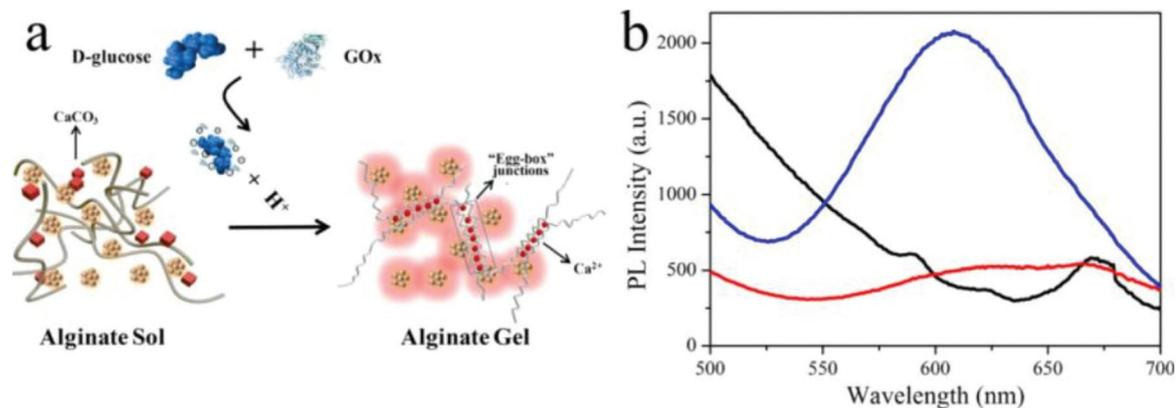 a
D-glucose + GOx
CaCO₃
H⁺
"Egg-box"
junctions
Ca²⁺
Alginate Sol
Alginate Gel
b
PL Intensity (a.u.)
2000
1500
1000
500
0
500 550 600 650 700
Wavelength (nm)